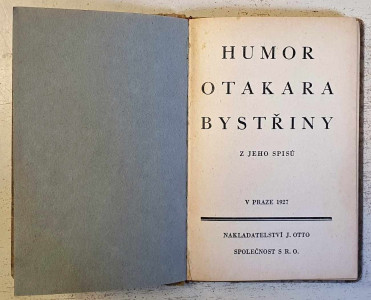 HUMOR
OTAKARA
BYSTŘINY
Z JEHO SPISŮ
V PRAZE 1927
NAKLADATELSTVÍ J. OTTO
SPOLEČNOST S R. O.